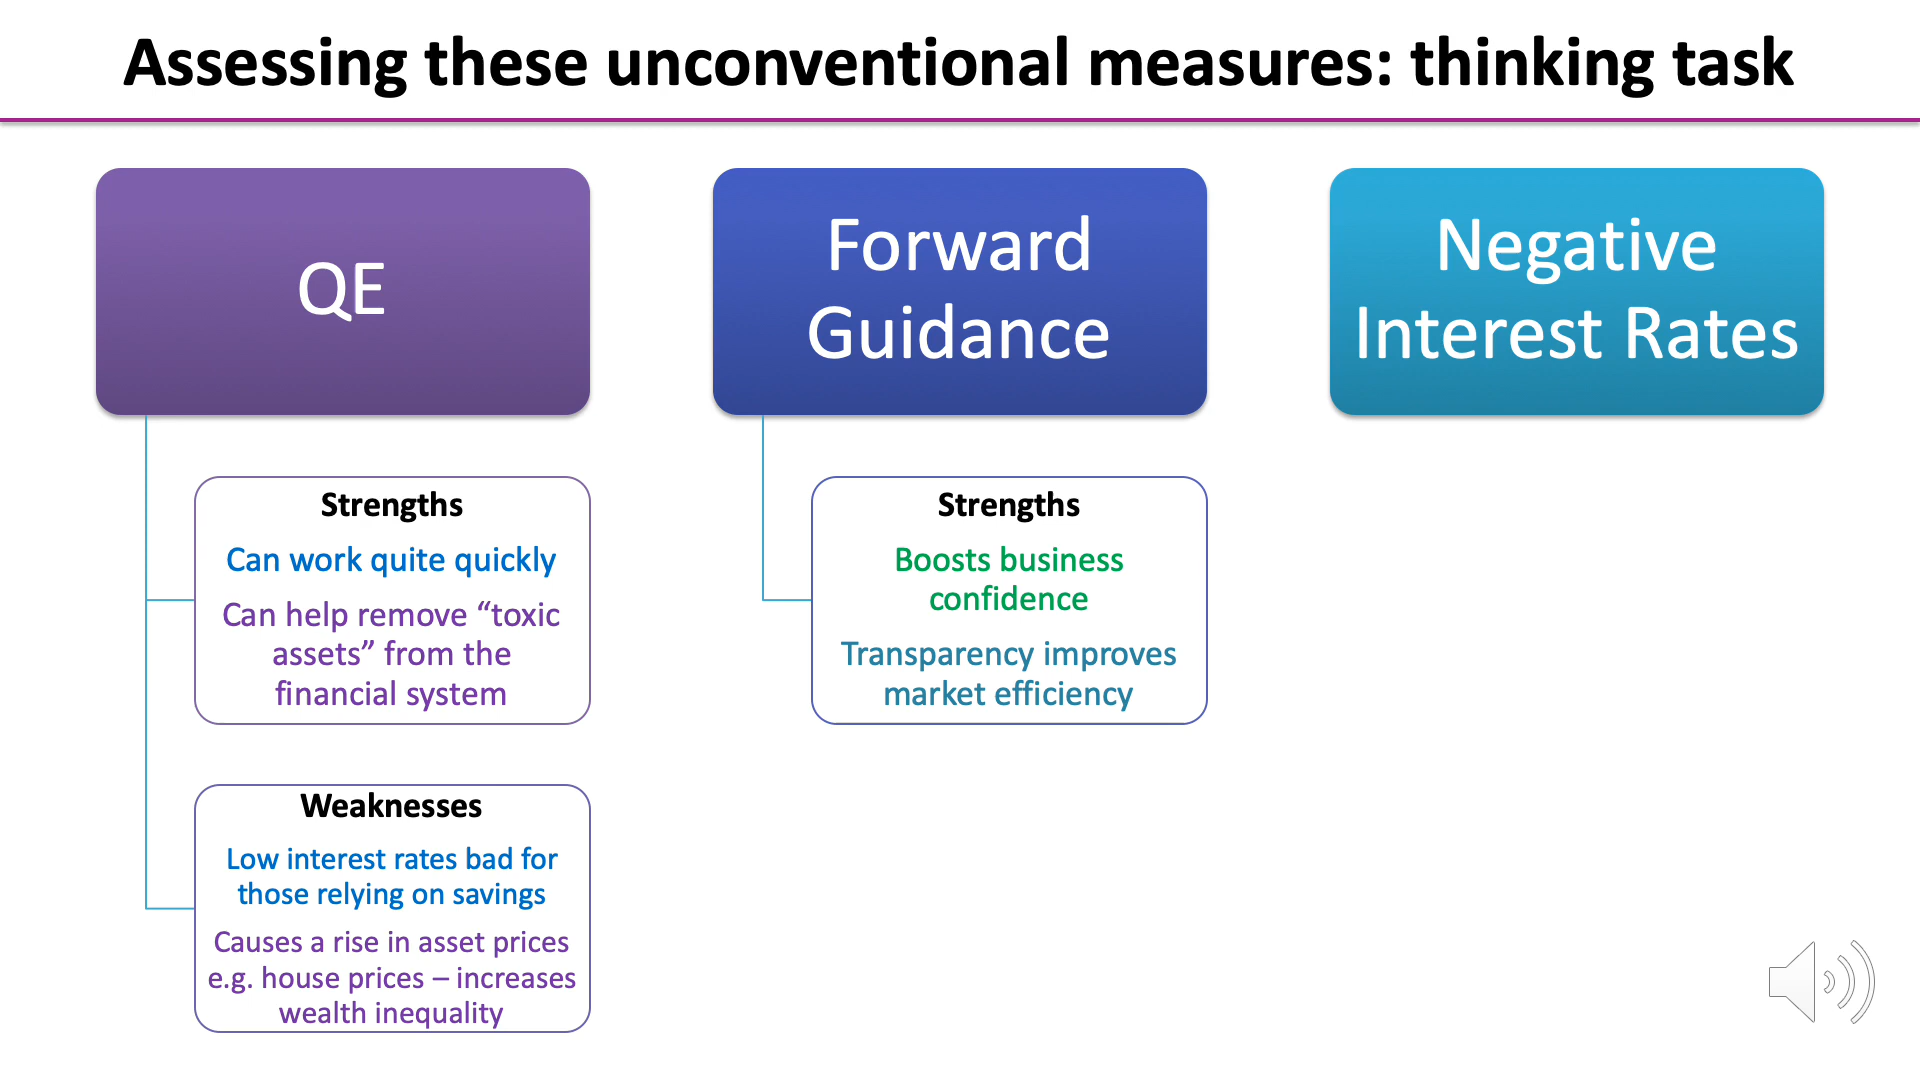 Assessing these unconventional measures: thinking task
QE
Strengths
Can work quite quickly
Can help remove “toxic
assets” from the
financial system
Weaknesses
Low interest rates bad for
those relying on savings
Causes a rise in asset prices
e.g. house prices – increases
wealth inequality
Forward
Guidance
Strengths
Boosts business
confidence
Transparency improves
market efficiency
Negative
Interest Rates